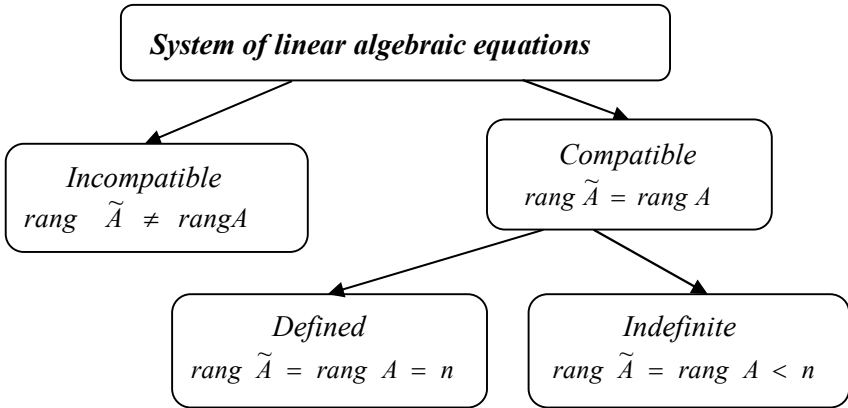 System of linear algebraic equations
Incompatible
rang Ã ≠ rangA
Compatible
rang Ã = rang A
Defined
rang Ã = rang A = n
Indefinite
rang Ã = rang A < n